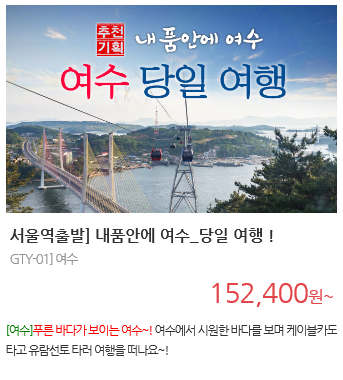 추천
기획
내 품안에 여수
여수 당일 여행
서울역출발] 내품안에 여수_당일 여행 !
GTY-01] 여수
152,400원~
[여수]푸른 바다가 보이는 여수~! 여수에서 시원한 바다를 보며 케이블카도
타고 유람선토 타러 여행을 떠나요~!